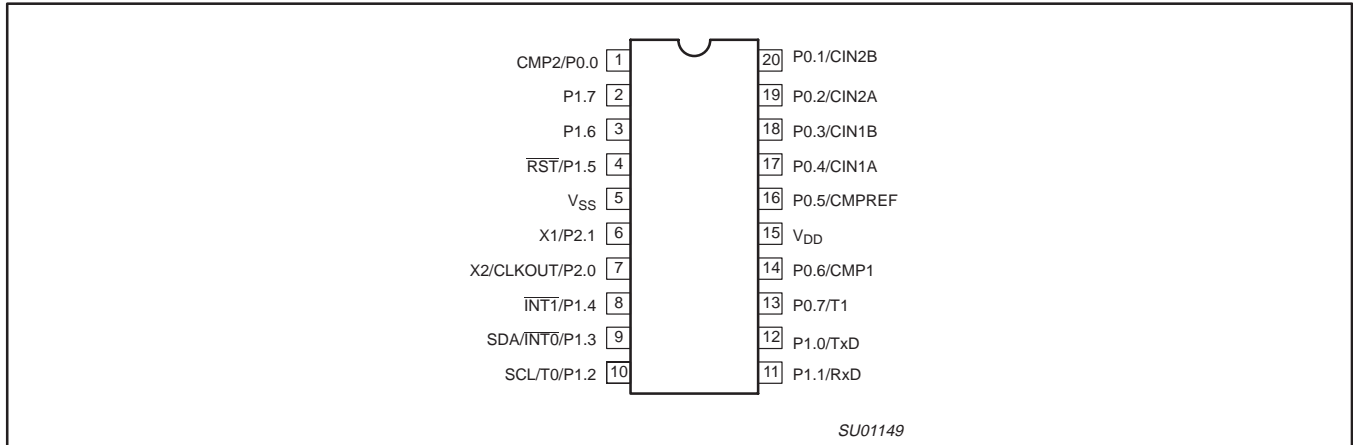 CMP2/P0.0 1
P1.7 2
P1.6 3
R̅S̅T̅/P1.5 4
VSS 5
X1/P2.1 6
X2/CLKOUT/P2.0 7
I̅N̅T̅1̅/P1.4 8
SDA/I̅N̅T̅0̅/P1.3 9
SCL/T0/P1.2 10
20 P0.1/CIN2B
19 P0.2/CIN2A
18 P0.3/CIN1B
17 P0.4/CIN1A
16 P0.5/CMPREF
15 VDD
14 P0.6/CMP1
13 P0.7/T1
12 P1.0/TxD
11 P1.1/RxD
SU01149